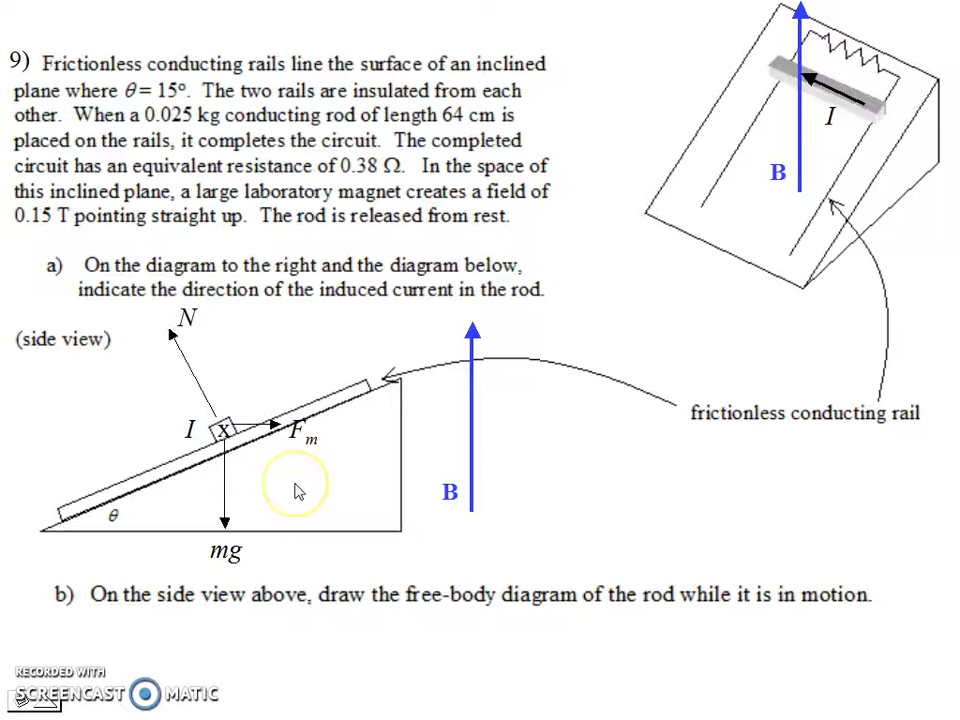 9) Frictionless conducting rails line the surface of an inclined
plane where θ = 15°. The two rails are insulated from each
other. When a 0.025 kg conducting rod of length 64 cm is
placed on the rails, it completes the circuit. The completed
circuit has an equivalent resistance of 0.38 Ω. In the space of
this inclined plane, a large laboratory magnet creates a field of
0.15 T pointing straight up. The rod is released from rest.
I
B
a) On the diagram to the right and the diagram below,
indicate the direction of the induced current in the rod.
(side view)
N
I x Fm
B
θ
mg
frictionless conducting rail
b) On the side view above, draw the free-body diagram of the rod while it is in motion.
RECORDED WITH
SCREENCAST MATIC